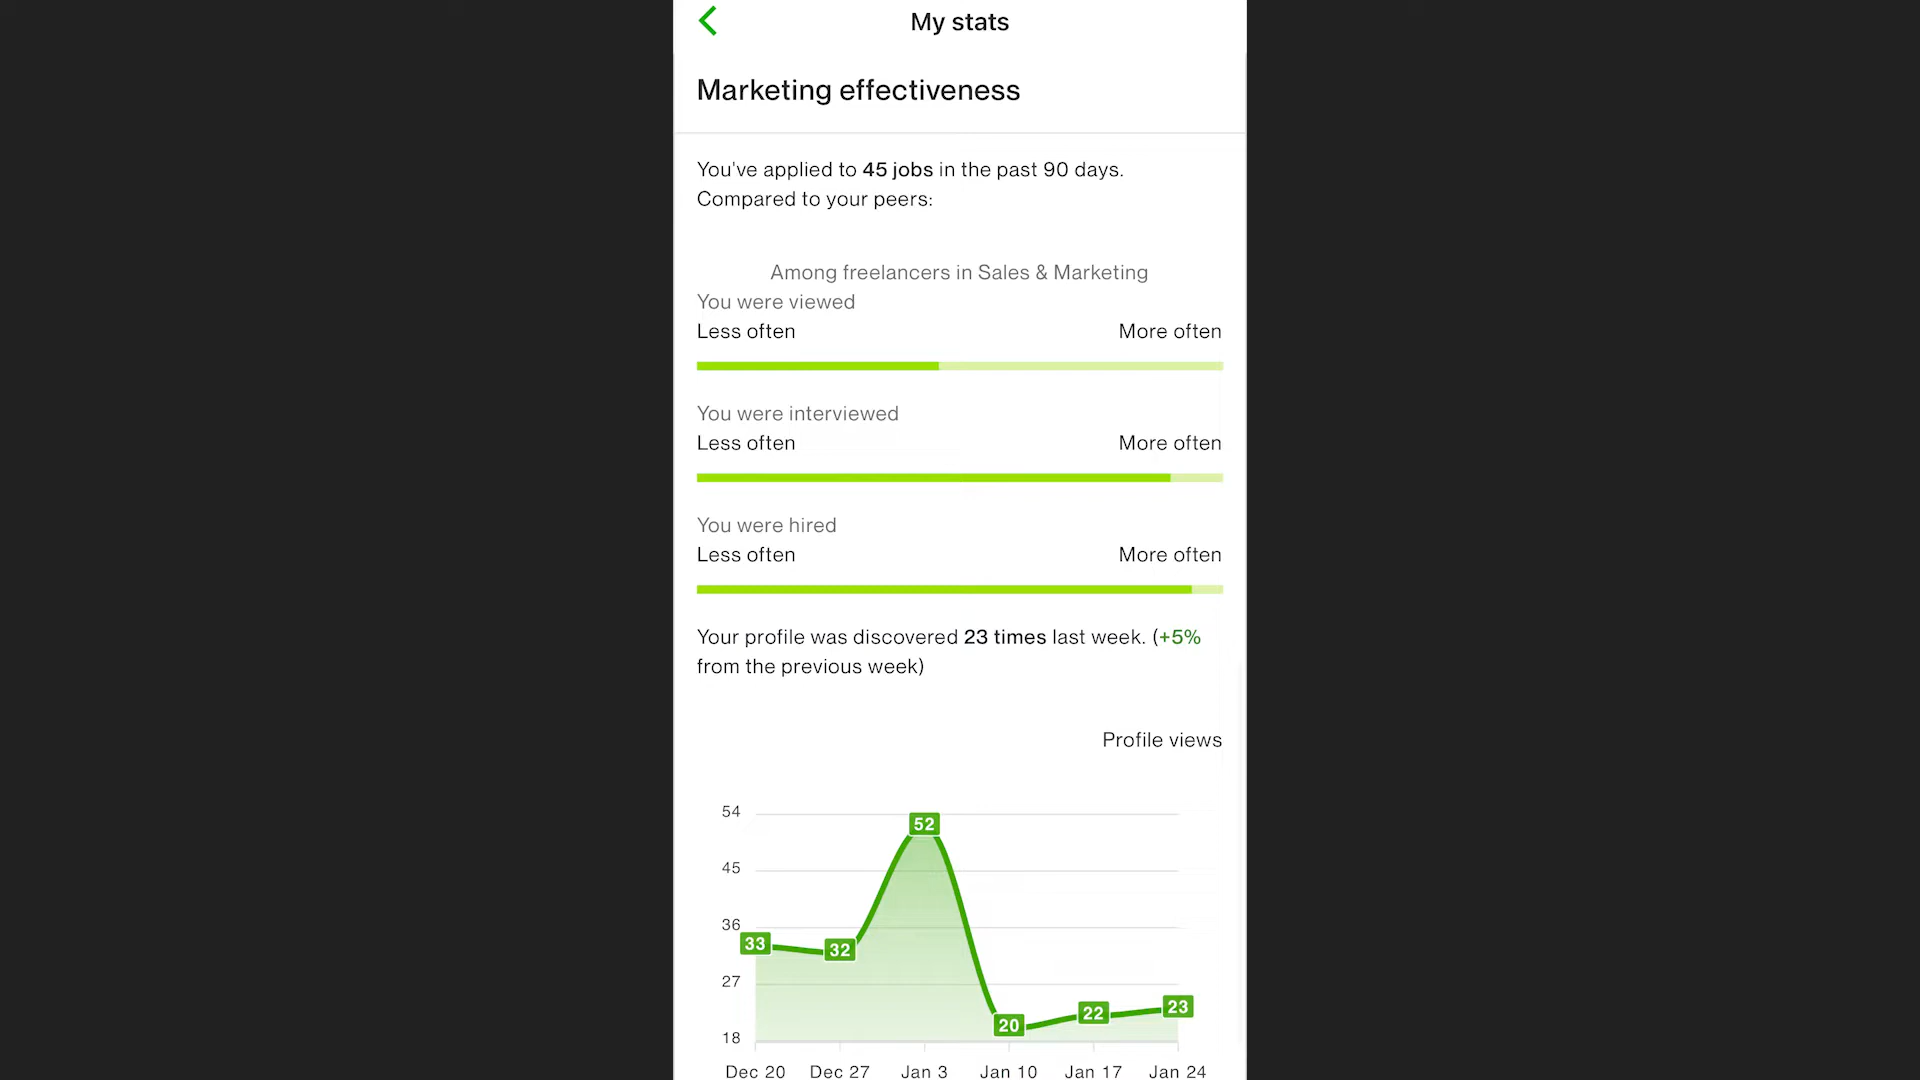 My stats
Marketing effectiveness
You've applied to 45 jobs in the past 90 days.
Compared to your peers:
Among freelancers in Sales & Marketing
You were viewed
Less often More often
You were interviewed
Less often More often
You were hired
Less often More often
Your profile was discovered 23 times last week. (+5%
from the previous week)
Profile views
54
45
36
27
18
33
32
52
20
22
23
Dec 20 Dec 27 Jan 3 Jan 10 Jan 17 Jan 24